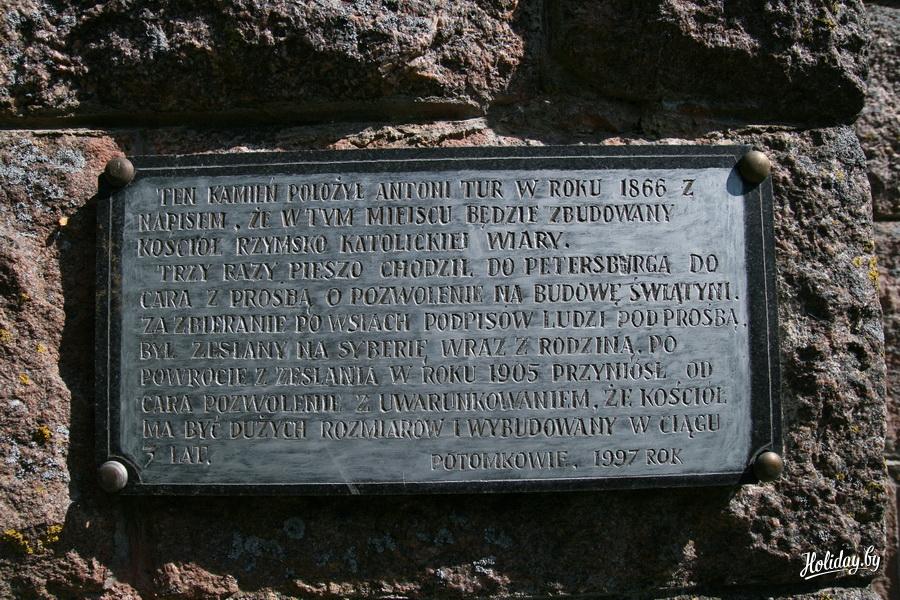 TEN KAMIEŃ POŁOŻYŁ ANTONI TUR W ROKU 1866 Z
NAPISEM, ŻE W TYM MIEJSCU BĘDZIE ZBUDOWANY
KOŚCIÓŁ RZYMSKO KATOLICKIEJ WIARY.
TRZY RAZY PIESZO CHODZIŁ DO PETERSBURGA DO
CARA Z PROŚBĄ O POZWOLENIE NA BUDOWĘ ŚWIĄTYNI.
ZA ZBIERANIE PO WSIACH PODPISÓW LUDZI POD PROŚBĄ,
BYŁ ZESŁANY NA SYBERIĘ WRAZ Z RODZINĄ. PO
POWROCIE Z ZESŁANIA W ROKU 1905 PRZYNIÓSŁ OD
CARA POZWOLENIE Z UWARUNKOWANIEM, ŻE KOŚCIÓŁ
MA BYĆ DUŻYCH ROZMIARÓW I WYBUDOWANY W CIĄGU
5 LAT. POTOMKOWIE, 1997 ROK
Holiday.by